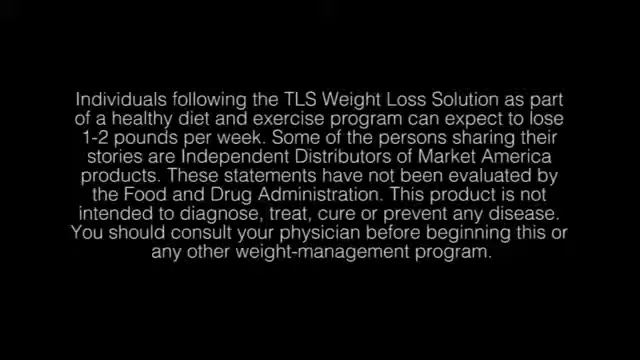 Individuals following the TLS Weight Loss Solution as part
of a healthy diet and exercise program can expect to lose
1-2 pounds per week. Some of the persons sharing their
stories are Independent Distributors of Market America
products. These statements have not been evaluated by
the Food and Drug Administration. This product is not
intended to diagnose, treat, cure or prevent any disease.
You should consult your physician before beginning this or
any other weight-management program.